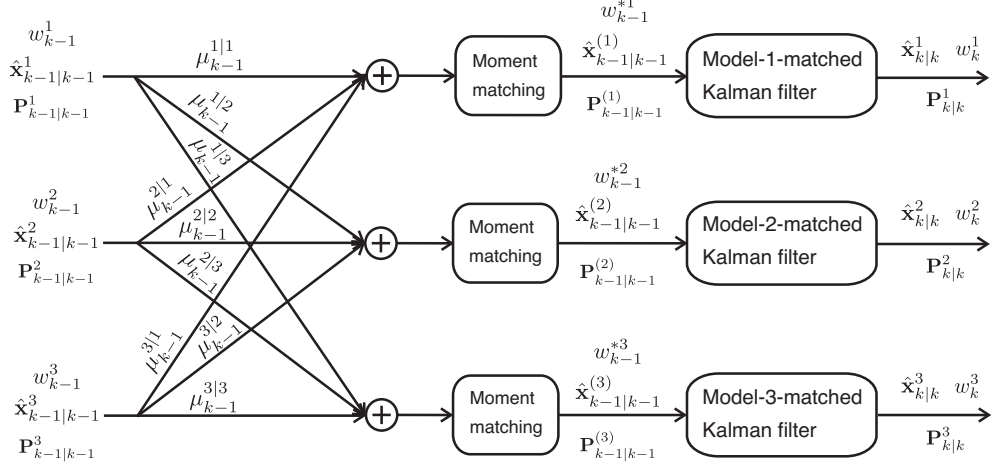 w^1_{k-1}
x̂^1_{k-1|k-1}
P^1_{k-1|k-1}
μ^{1|1}_{k-1}
μ^{1|2}_{k-1}
μ^{1|3}_{k-1}
+
Moment
matching
w^{*1}_{k-1}
x̂^{(1)}_{k-1|k-1}
P^{(1)}_{k-1|k-1}
Model-1-matched
Kalman filter
x̂^1_{k|k} w^1_k
P^1_{k|k}
w^2_{k-1}
x̂^2_{k-1|k-1}
P^2_{k-1|k-1}
μ^{2|1}_{k-1}
μ^{2|2}_{k-1}
μ^{2|3}_{k-1}
+
Moment
matching
w^{*2}_{k-1}
x̂^{(2)}_{k-1|k-1}
P^{(2)}_{k-1|k-1}
Model-2-matched
Kalman filter
x̂^2_{k|k} w^2_k
P^2_{k|k}
w^3_{k-1}
x̂^3_{k-1|k-1}
P^3_{k-1|k-1}
μ^{3|1}_{k-1}
μ^{3|2}_{k-1}
μ^{3|3}_{k-1}
+
Moment
matching
w^{*3}_{k-1}
x̂^{(3)}_{k-1|k-1}
P^{(3)}_{k-1|k-1}
Model-3-matched
Kalman filter
x̂^3_{k|k} w^3_k
P^3_{k|k}